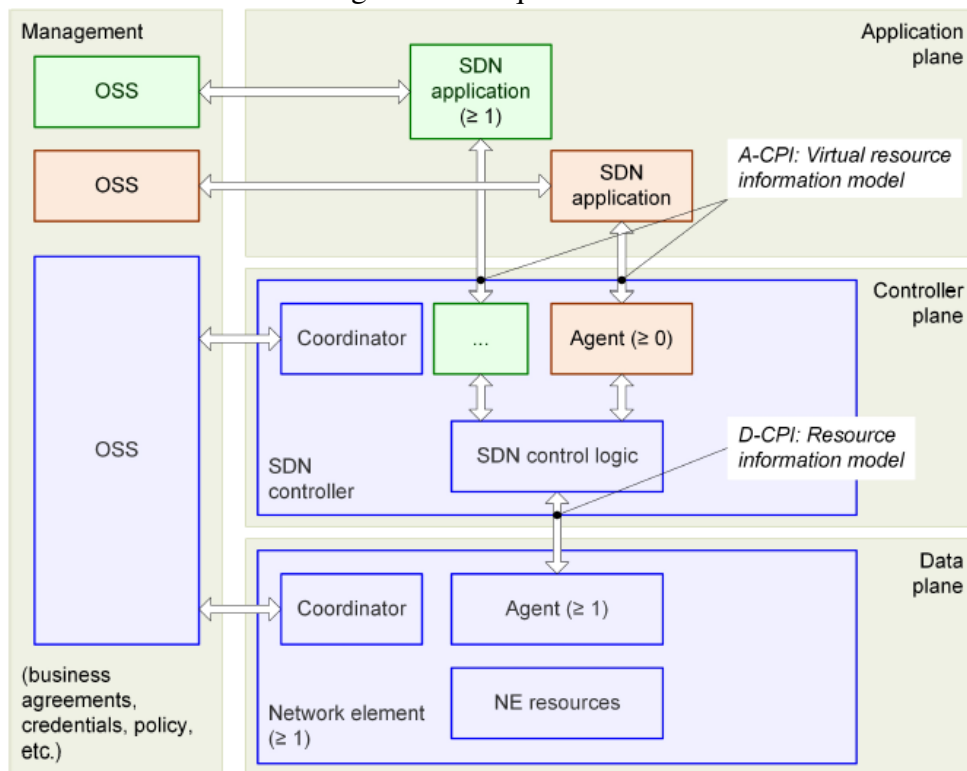 Management
OSS
OSS
OSS
(business
agreements,
credentials, policy,
etc.)
Application
plane
SDN
application
(≥ 1)
SDN
application
A-CPI: Virtual resource
information model
Controller
plane
Coordinator
...
Agent (≥ 0)
SDN control logic
SDN
controller
D-CPI: Resource
information model
Data
plane
Coordinator
Agent (≥ 1)
NE resources
Network element
(≥ 1)